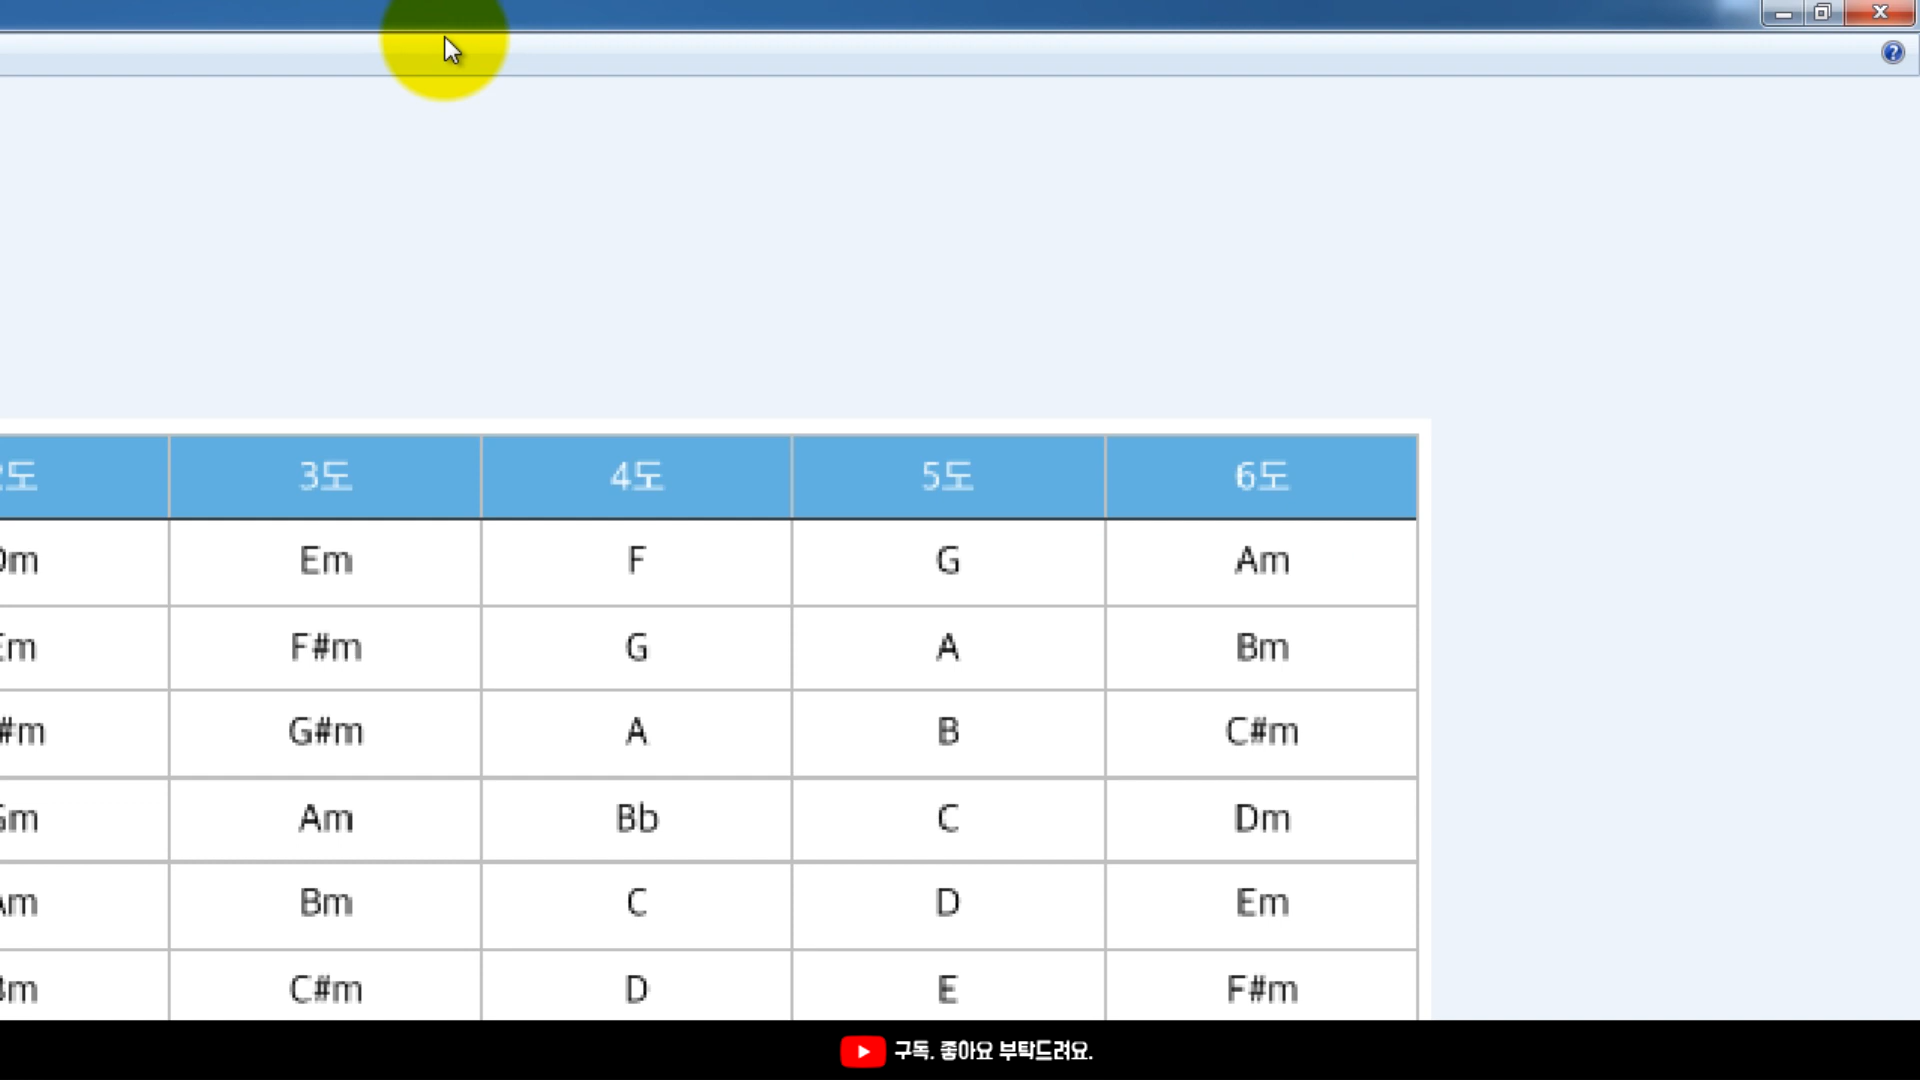 3도 4도 5도 6도
Em F G Am
F#m G A Bm
G#m A B C#m
Am Bb C Dm
Bm C D Em
C#m D E F#m
구독. 좋아요 부탁드려요.